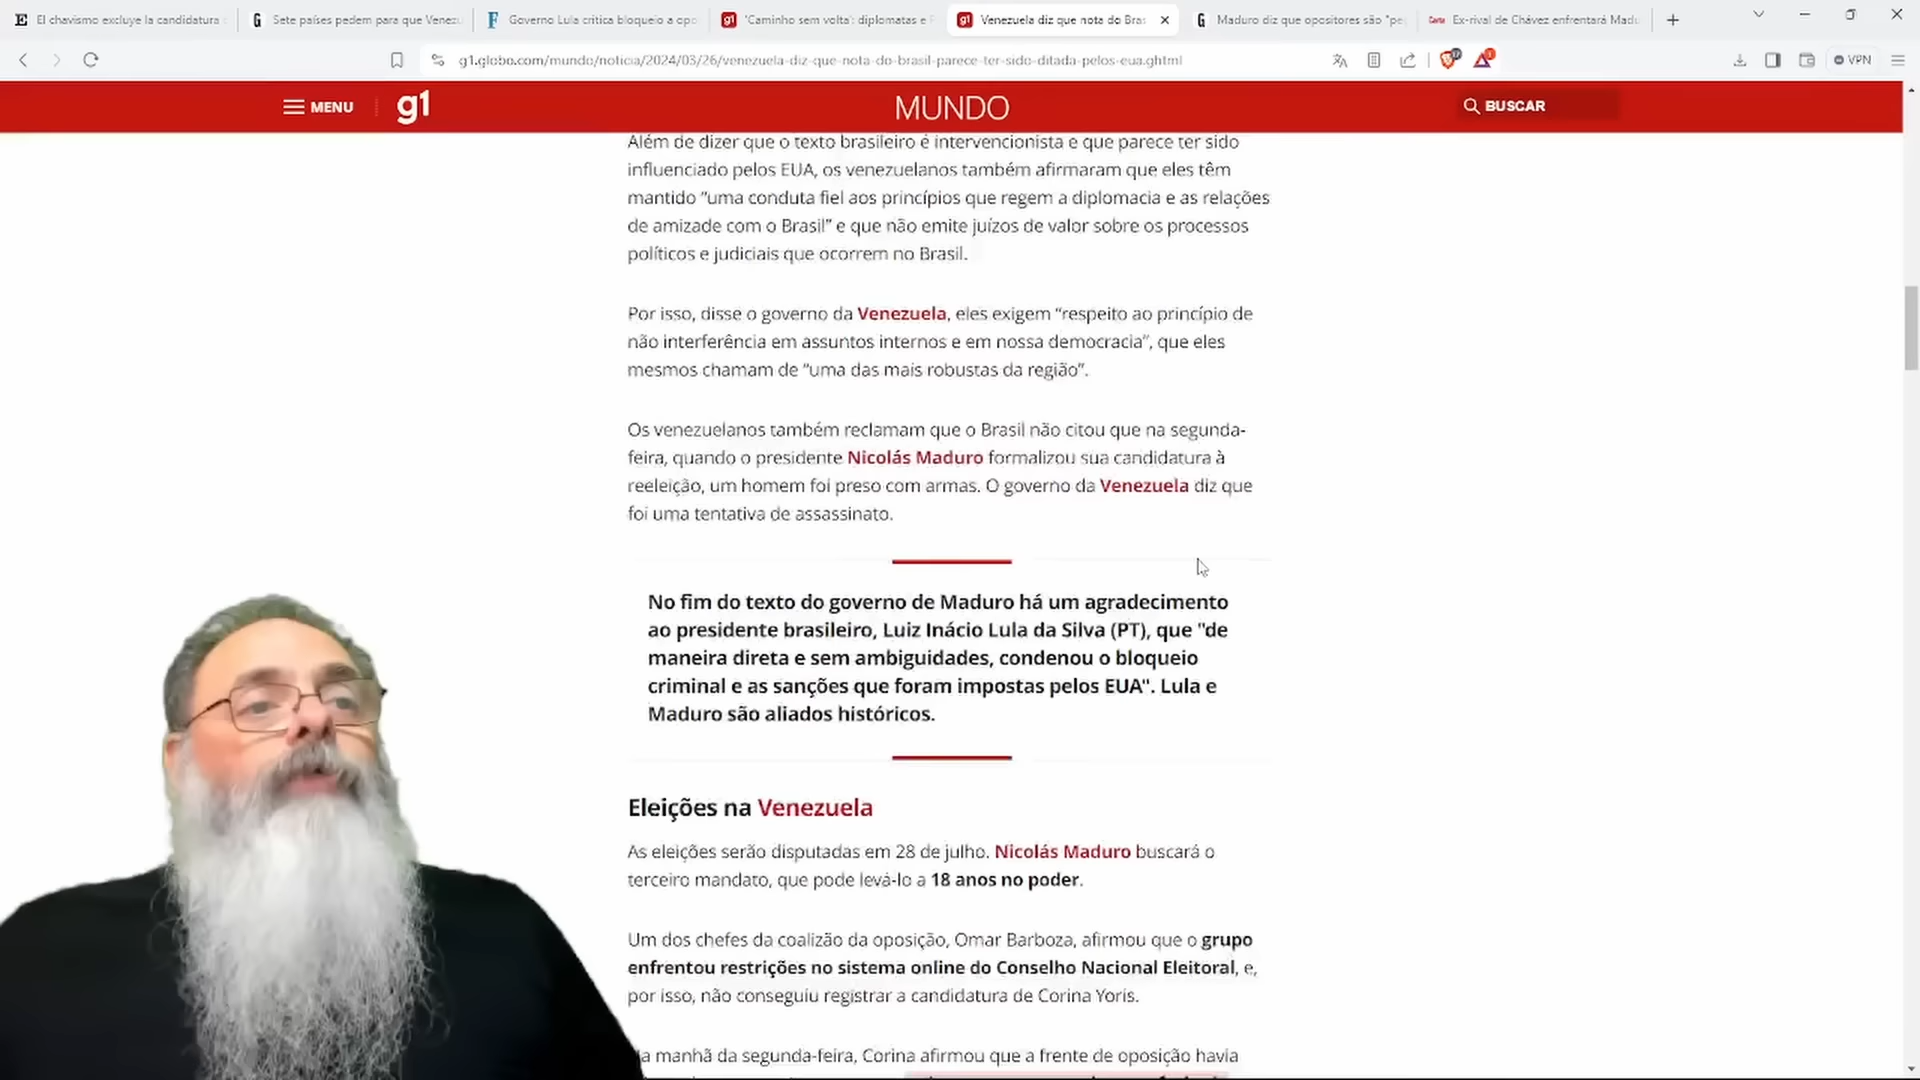 El chavismo excluye la candidatura
Sete países pedem para que Venezu
Governo Lula critica bloqueio a opo
'Caminho sem volta': diplomatas e
Venezuela diz que nota do Bras
Maduro diz que opositores são "pe
Ex-rival de Chávez enfrentará Madu
g1.globo.com/mundo/noticia/2024/03/26/venezuela-diz-que-nota-do-brasil-parece-ter-sido-ditada-pelos-eua.ghtml
VPN
MENU
g1
MUNDO
BUSCAR
Além de dizer que o texto brasileiro é intervencionista e que parece ter sido
influenciado pelos EUA, os venezuelanos também afirmaram que eles têm
mantido “uma conduta fiel aos princípios que regem a diplomacia e as relações
de amizade com o Brasil” e que não emite juízos de valor sobre os processos
políticos e judiciais que ocorrem no Brasil.
Por isso, disse o governo da Venezuela, eles exigem “respeito ao princípio de
não interferência em assuntos internos e em nossa democracia”, que eles
mesmos chamam de “uma das mais robustas da região”.
Os venezuelanos também reclamam que o Brasil não citou que na segunda-
feira, quando o presidente Nicolás Maduro formalizou sua candidatura à
reeleição, um homem foi preso com armas. O governo da Venezuela diz que
foi uma tentativa de assassinato.
No fim do texto do governo de Maduro há um agradecimento
ao presidente brasileiro, Luiz Inácio Lula da Silva (PT), que "de
maneira direta e sem ambiguidades, condenou o bloqueio
criminal e as sanções que foram impostas pelos EUA". Lula e
Maduro são aliados históricos.
Eleições na Venezuela
As eleições serão disputadas em 28 de julho. Nicolás Maduro buscará o
terceiro mandato, que pode levá-lo a 18 anos no poder.
Um dos chefes da coalizão da oposição, Omar Barboza, afirmou que o grupo
enfrentou restrições no sistema online do Conselho Nacional Eleitoral, e,
por isso, não conseguiu registrar a candidatura de Corina Yoris.
a manhã da segunda-feira, Corina afirmou que a frente de oposição havia